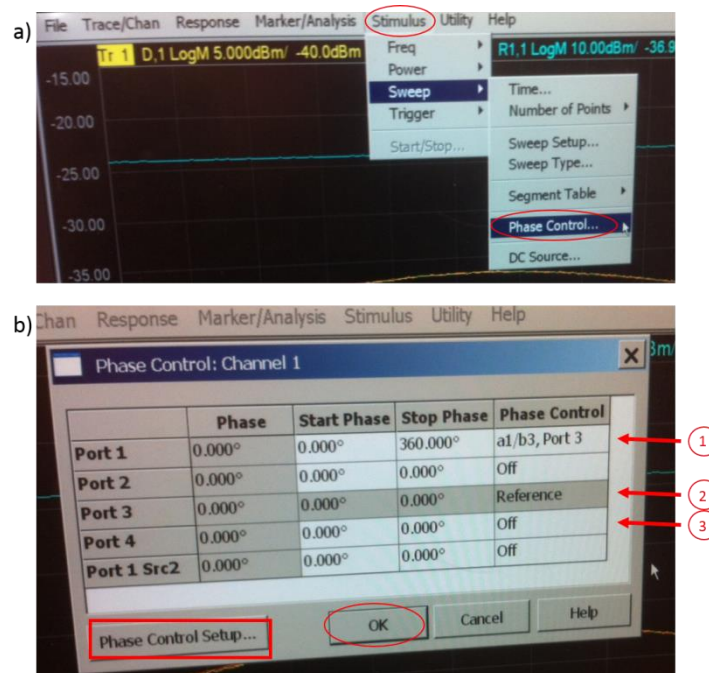 a)
File Trace/Chan Response Marker/Analysis Stimulus Utility Help
Tr 1 D,1 LogM 5.000dBm/ -40.0dBm R1,1 LogM 10.00dBm/ -36.9
-15.00
-20.00
-25.00
-30.00
-35.00
Freq
Power
Sweep
Trigger
Start/Stop...
Time...
Number of Points
Sweep Setup...
Sweep Type...
Segment Table
Phase Control...
DC Source...
b)
Chan Response Marker/Analysis Stimulus Utility Help
Phase Control: Channel 1
Bm/
Phase Start Phase Stop Phase Phase Control
Port 1 0.000° 0.000° 360.000° a1/b3, Port 3
1
Port 2 0.000° 0.000° 0.000° Off
Port 3 0.000° 0.000° 0.000° Reference
2
Port 4 0.000° 0.000° 0.000° Off
3
Port 1 Src2 0.000° 0.000° 0.000° Off
Phase Control Setup... OK Cancel Help